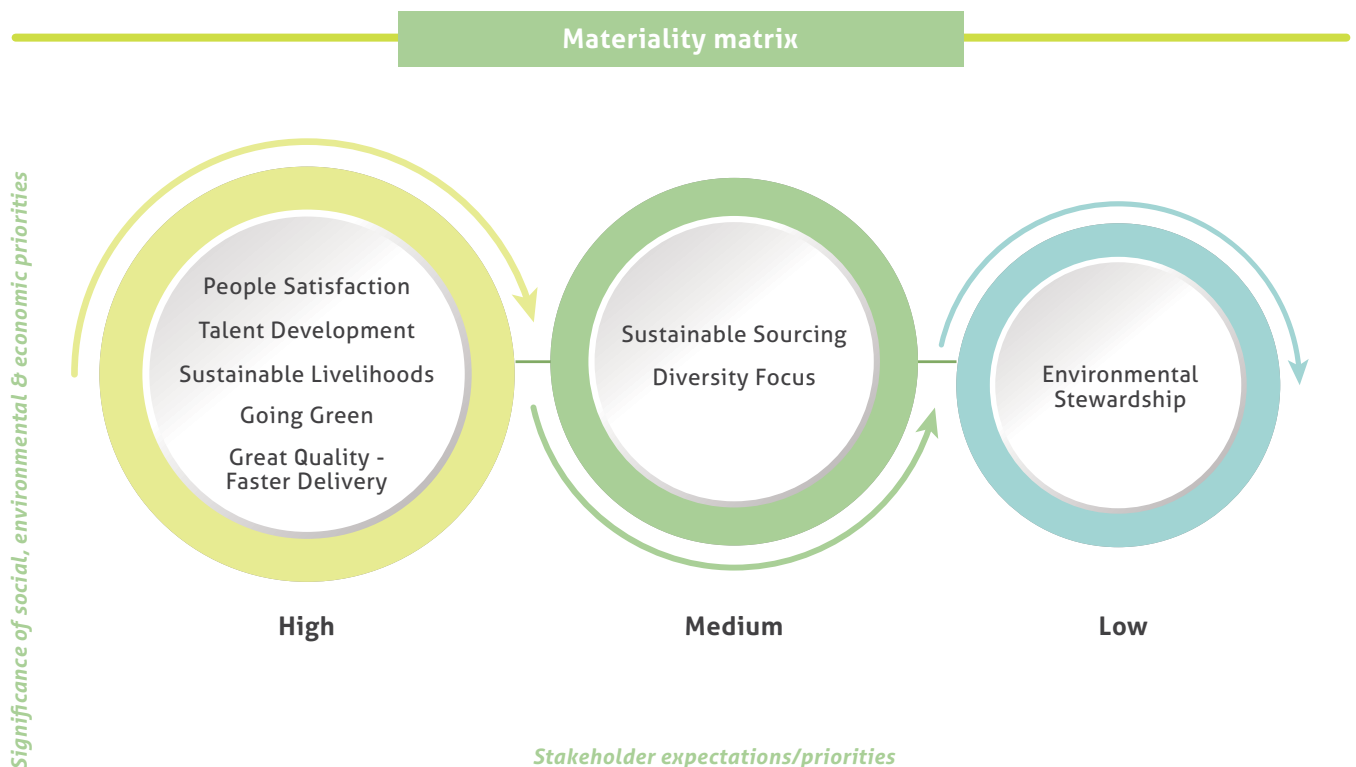 Materiality matrix
Significance of social, environmental & economic priorities
People Satisfaction
Talent Development
Sustainable Livelihoods
Going Green
Great Quality -
Faster Delivery
High
Sustainable Sourcing
Diversity Focus
Medium
Environmental
Stewardship
Low
Stakeholder expectations/priorities